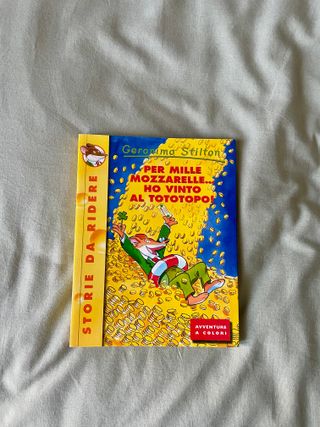 Geronimo Stilton
PER MILLE
MOZZARELLE...
HO VINTO
AL TOTOTOPO!
STORIE DA RIDERE
AVVENTURE
A COLORI